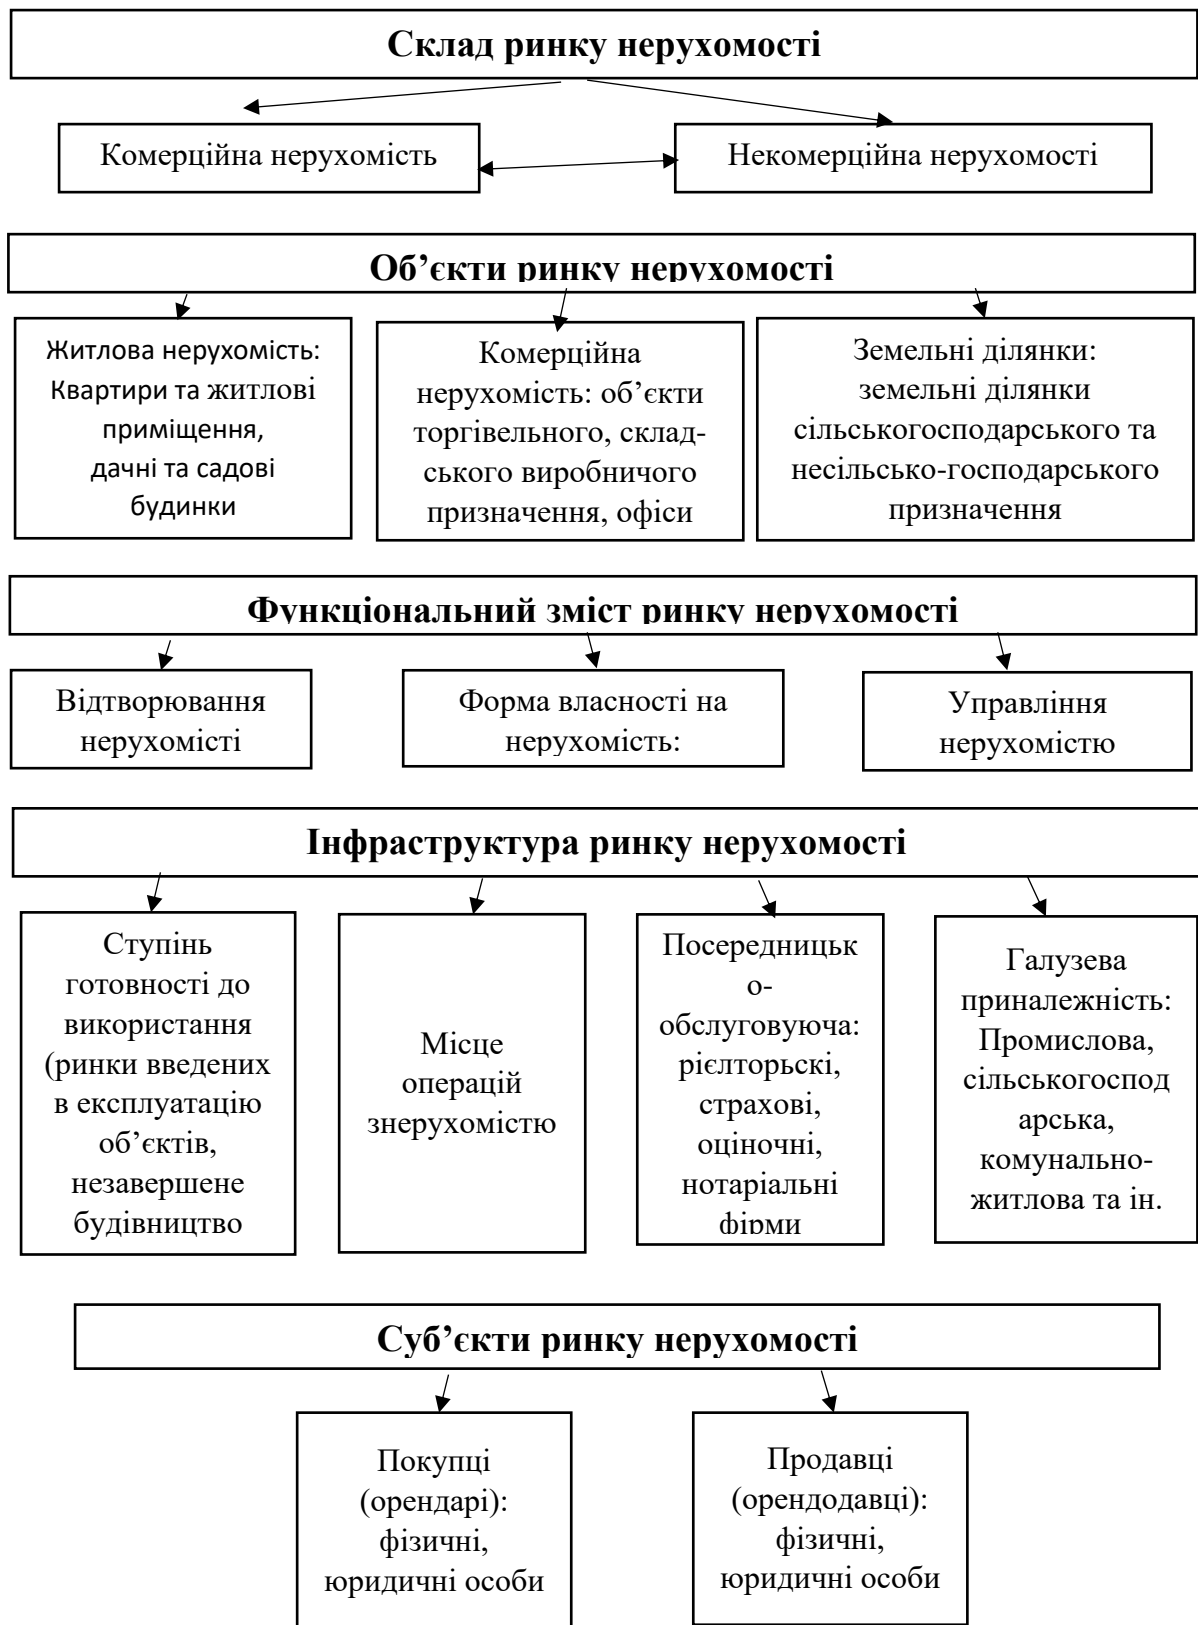 Склад ринку нерухомості
Комерційна нерухомість
Некомерційна нерухомості
Об’єкти ринку нерухомості
Житлова нерухомість:
Квартири та житлові
приміщення,
дачні та садові
будинки
Комерційна
нерухомість: об’єкти
торгівельного, склад-
ського виробничого
призначення, офіси
Земельні ділянки:
земельні ділянки
сільськогосподарського та
несільсько-господарського
призначення
Функціональний зміст ринку нерухомості
Відтворювання
нерухомісті
Форма власності на
нерухомість:
Управління
нерухомістю
Інфраструктура ринку нерухомості
Ступінь
готовності до
використання
(ринки введених
в експлуатацію
об’єктів,
незавершене
будівництво
Місце
операцій
знерухомістю
Посередницьк
о-
обслуговуюча:
рієлторьскі,
страхові,
оціночні,
нотаріальні
фірми
Галузева
приналежність:
Промислова,
сільськогоспод
арська,
комунально-
житлова та ін.
Суб’єкти ринку нерухомості
Покупці
(орендарі):
фізичні,
юридичні особи
Продавці
(орендодавці):
фізичні,
юридичні особи